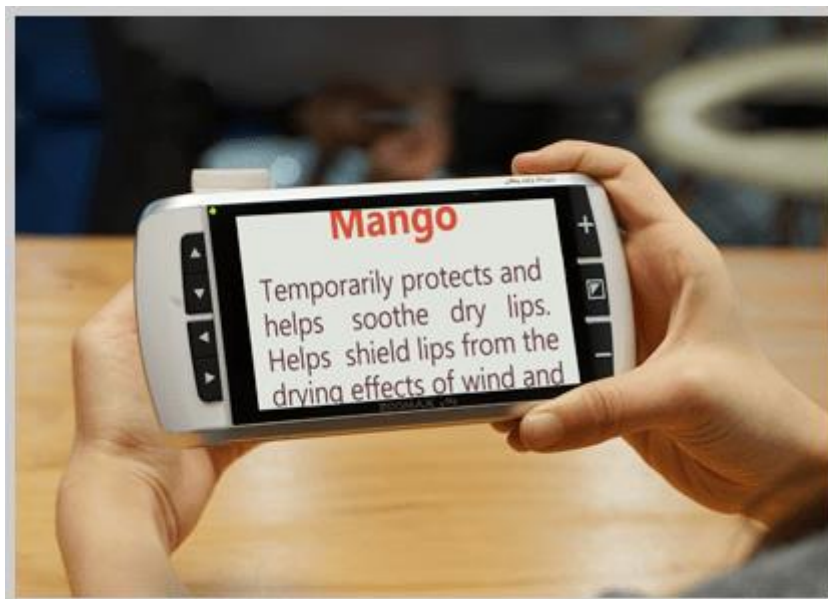 Mango
Temporarily protects and
helps soothe dry lips.
Helps shield lips from the
drying effects of wind and